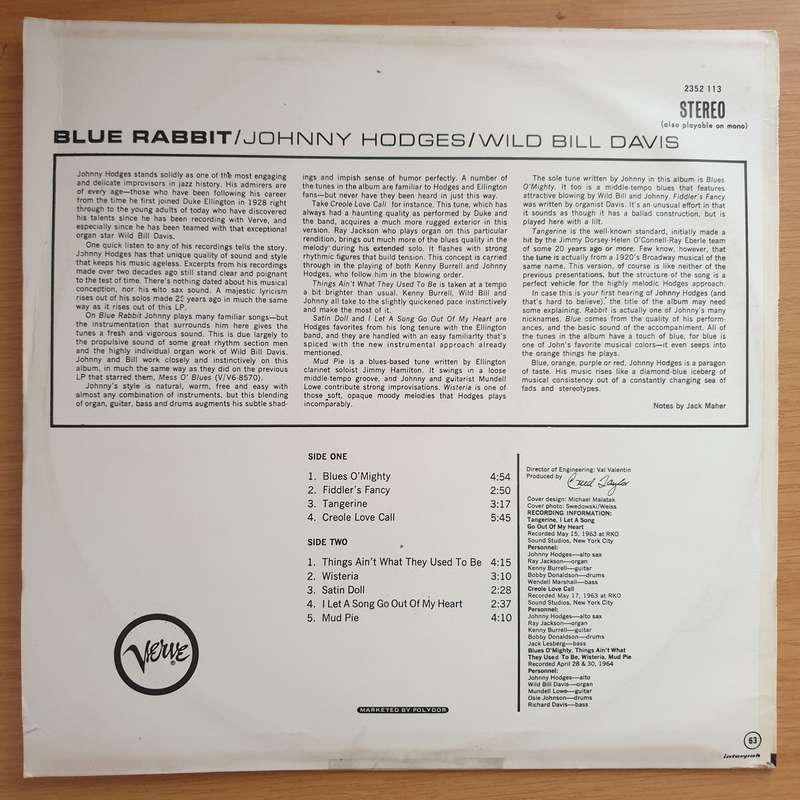 2352 113
STEREO
(also playable on mono)
BLUE RABBIT/JOHNNY HODGES/WILD BILL DAVIS
Johnny Hodges stands solidly as one of the most engaging
and delicate improvisors in jazz history. His admirers are
of every age—those who have been following his career
from the time he first joined Duke Ellington in 1928 right
through to the young adults of today who have discovered
his talents since he has been recording with Verve, and
especially since he has been teamed with that exceptional
organ star Wild Bill Davis.
One quick listen to any of his recordings tells the story.
Johnny Hodges has that unique quality of sound and style
that keeps his music ageless. Excerpts from his recordings
made over two decades ago still stand clear and poignant
to the test of time. There's nothing dated about his musical
conception, nor his alto sax sound. A majestic lyricism
rises out of his solos made 25 years ago in much the same
way as it rises out of this LP.
On Blue Rabbit Johnny plays many familiar songs—but
the instrumentation that surrounds him here gives the
tunes a fresh and vigorous sound. This is due largely to
the propulsive sound of some great rhythm section men
and the highly individual organ work of Wild Bill Davis.
Johnny and Bill work closely and instinctively on this
album, in much the same way as they did on the previous
LP that starred them, Mess O' Blues (V/V6-8570).
Johnny's style is natural, warm, free and easy with
almost any combination of instruments, but this blending
of organ, guitar, bass and drums augments his subtle shad-
ings and impish sense of humor perfectly. A number of
the tunes in the album are familiar to Hodges and Ellington
fans—but never have they been heard in just this way.
Take Creole Love Call for instance. This tune, which has
always had a haunting quality as performed by Duke and
the band, acquires a much more rugged exterior in this
version. Ray Jackson who plays organ on this particular
rendition, brings out much more of the blues quality in the
melody during his extended solo. It flashes with strong
rhythmic figures that build tension. This concept is carried
through in the playing of both Kenny Burrell and Johnny
Hodges, who follow him in the blowing order.
Things Ain't What They Used To Be is taken at a tempo
a bit brighter than usual. Kenny Burrell, Wild Bill and
Johnny all take to the slightly quickened pace instinctively
and make the most of it.
Satin Doll and I Let A Song Go Out Of My Heart are
Hodges favorites from his long tenure with the Ellington
band, and they are handled with an easy familiarity that's
spiced with the new instrumental approach already
mentioned.
Mud Pie is a blues-based tune written by Ellington
clarinet soloist Jimmy Hamilton. It swings in a loose
middle-tempo groove, and Johnny and guitarist Mundell
Lowe contribute strong improvisations. Wisteria is one of
those soft, opaque moody melodies that Hodges plays
incomparably.
The sole tune written by Johnny in this album is Blues
O'Mighty. It too is a middle-tempo blues that features
attractive blowing by Wild Bill and Johnny. Fiddler's Fancy
was written by organist Davis. It's an unusual effort in that
it sounds as though it has a ballad construction, but is
played here with a lilt.
Tangerine is the well-known standard, initially made a
hit by the Jimmy Dorsey-Helen O'Connell-Ray Eberle team
of some 20 years ago or more. Few know, however, that
the tune is actually from a 1920's Broadway musical of the
same name. This version, of course is like neither of the
previous presentations, but the structure of the song is a
perfect vehicle for the highly melodic Hodges approach.
In case this is your first hearing of Johnny Hodges (and
that's hard to believe), the title of the album may need
some explaining. Rabbit is actually one of Johnny's many
nicknames. Blue comes from the quality of his perform-
ances, and the basic sound of the accompaniment. All of
the tunes in the album have a touch of blue, for blue is
one of John's favorite musical colors—it even seeps into
the orange things he plays.
Blue, orange, purple or red, Johnny Hodges is a paragon
of taste. His music rises like a diamond-blue iceberg of
musical consistency out of a constantly changing sea of
fads and stereotypes.
Notes by Jack Maher
SIDE ONE
1. Blues O'Mighty 4:54
2. Fiddler's Fancy 2:50
3. Tangerine 3:17
4. Creole Love Call 5:45
SIDE TWO
1. Things Ain't What They Used To Be 4:15
2. Wisteria 3:10
3. Satin Doll 2:28
4. I Let A Song Go Out Of My Heart 2:37
5. Mud Pie 4:10
Director of Engineering: Val Valentin
Produced by Creed Taylor
Cover design: Michael Malatak
Cover photo: Swedowski/Weiss
RECORDING INFORMATION:
Tangerine, I Let A Song
Go Out Of My Heart
Recorded May 15, 1963 at RKO
Sound Studios, New York City
Personnel:
Johnny Hodges—alto sax
Ray Jackson—organ
Kenny Burrell—guitar
Bobby Donaldson—drums
Wendell Marshall—bass
Creole Love Call
Recorded May 17, 1963 at RKO
Sound Studios, New York City
Personnel:
Johnny Hodges—alto sax
Ray Jackson—organ
Kenny Burrell—guitar
Bobby Donaldson—drums
Jack Lesberg—bass
Blues O'Mighty, Things Ain't What
They Used To Be, Wisteria, Mud Pie
Recorded April 28 & 30, 1964
Personnel:
Johnny Hodges—alto
Wild Bill Davis—organ
Mundell Lowe—guitar
Osie Johnson—drums
Richard Davis—bass
Verve®
MARKETED BY POLYDOR
63
interpak